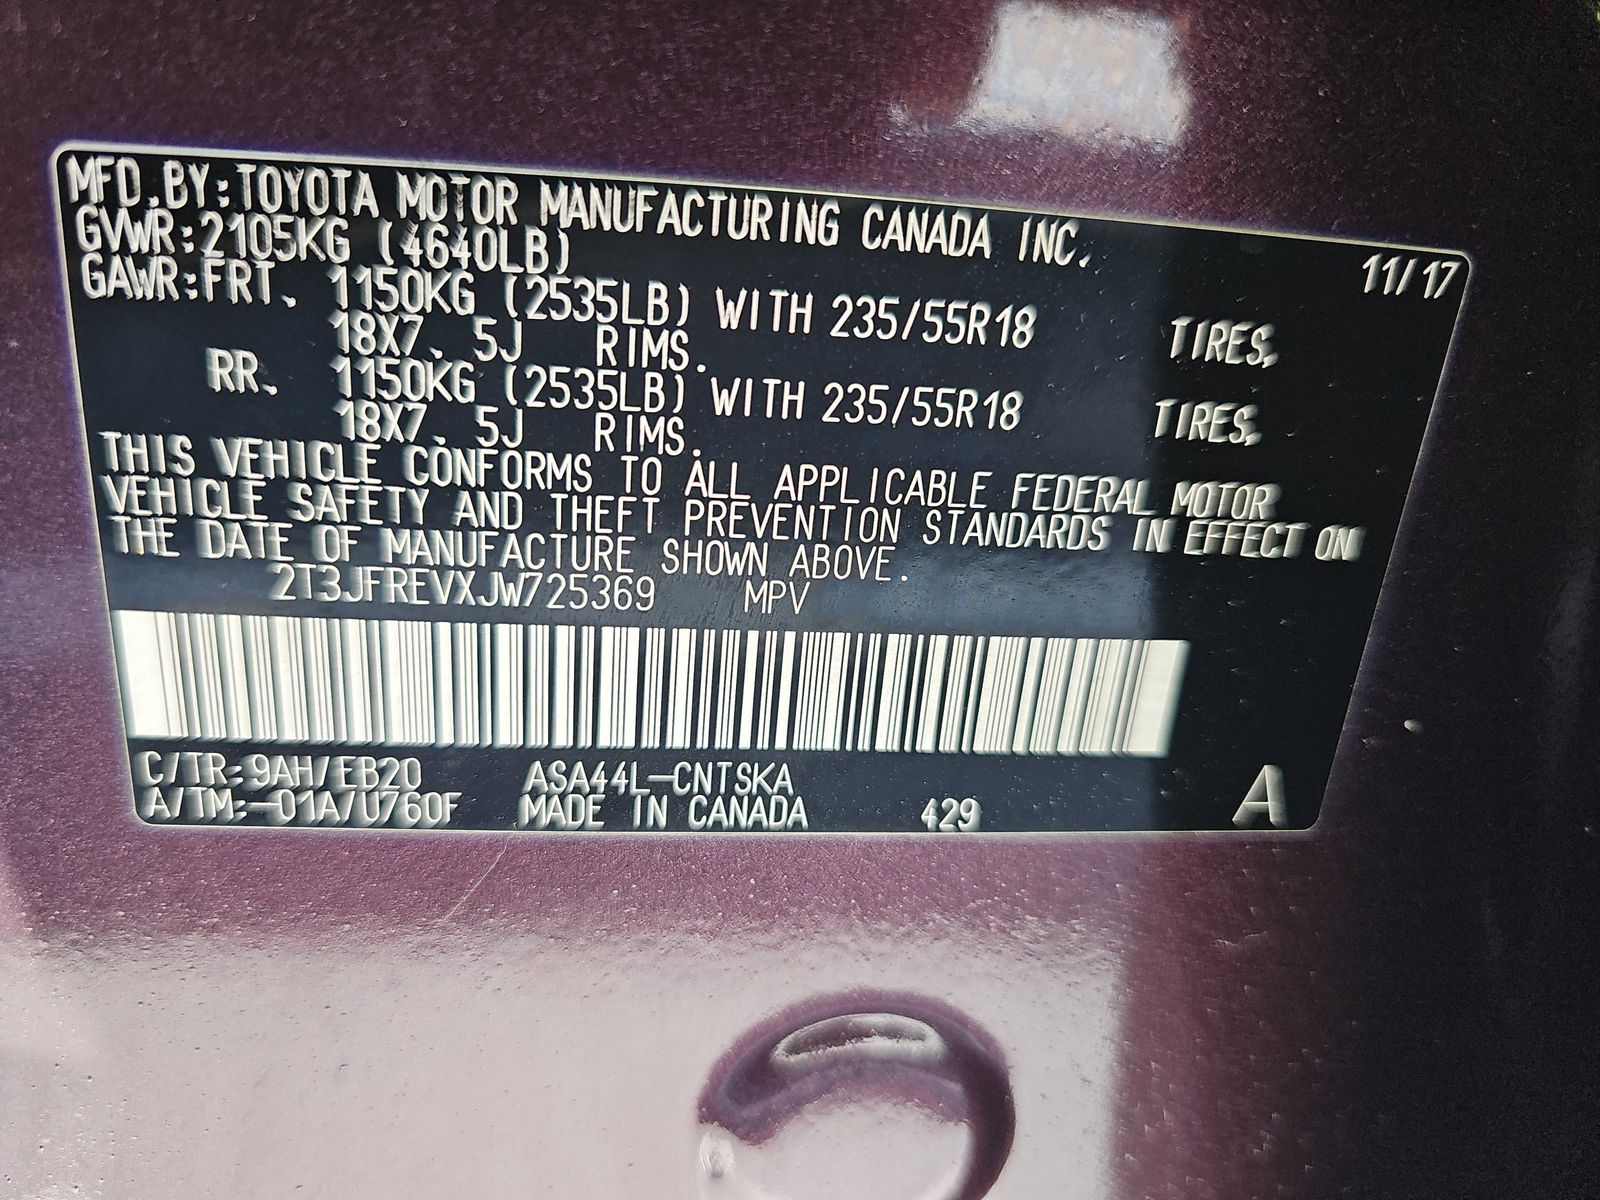 MFD.BY:TOYOTA MOTOR MANUFACTURING CANADA INC. 11/17
GVWR:2105KG (4640LB)
GAWR:FRT. 1150KG (2535LB) WITH 235/55R18 TIRES,
18X7. 5J RIMS.
RR. 1150KG (2535LB) WITH 235/55R18 TIRES,
18X7. 5J RIMS.
THIS VEHICLE CONFORMS TO ALL APPLICABLE FEDERAL MOTOR
VEHICLE SAFETY AND THEFT PREVENTION STANDARDS IN EFFECT ON
THE DATE OF MANUFACTURE SHOWN ABOVE.
2T3JFREVXJW725369 MPV
C/TR:9AH/EB20 ASA44L-CNTSKA
A/TM:-01A/U760F MADE IN CANADA 429 A